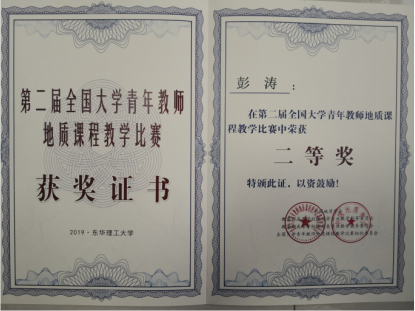 第二届全国大学青年教师
地质课程教学比赛
获奖证书
2019·东华理工大学
彭涛：
在第二届全国大学青年教师地质课
程教学比赛中荣获
二等奖
特颁此证，以资鼓励！